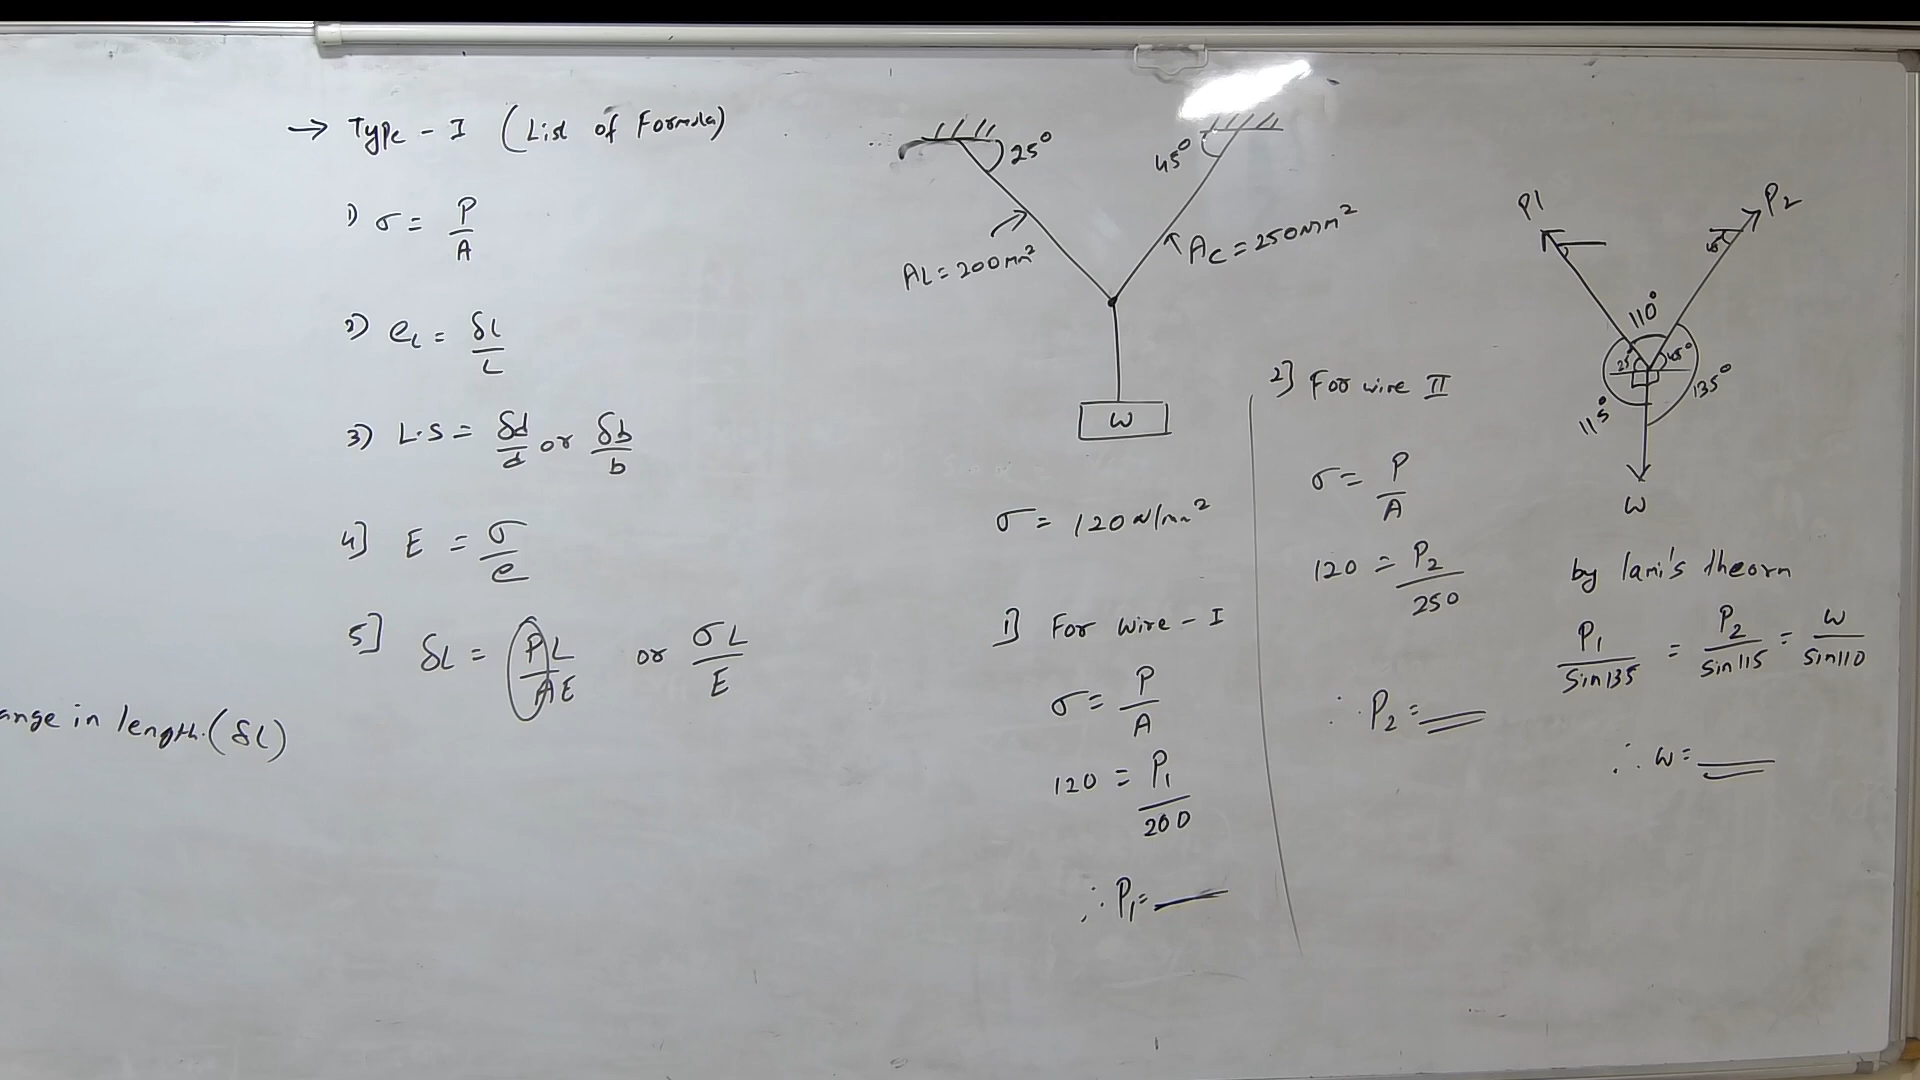 → Type - I (List of Formula)
1) σ = P/A
2) eL = δL/L
3) L.S = δd/d or δb/b
4] E = σ/e
5] δL = PL/AE or σL/E
in length.(δL)
25°
45°
AL = 200mm²
AC = 250mm²
W
σ = 120 N/mm²
1] For wire - I
σ = P/A
120 = P1/200
∴ P1 =
2] For wire II
σ = P/A
120 = P2/250
∴ P2 =
P1
P2
110°
25°
45°
135°
115°
W
by lami's theorm
P1/Sin135 = P2/Sin115 = W/Sin110
∴ W =